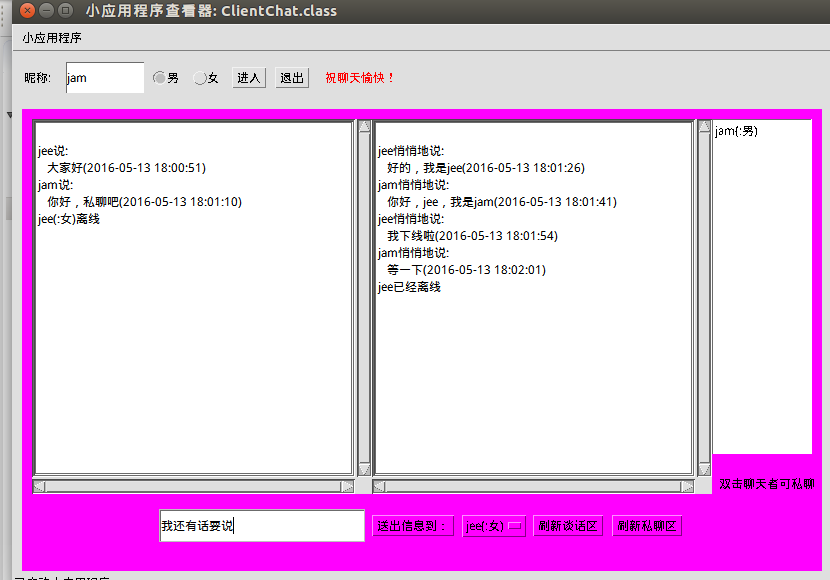 小应用程序查看器: ClientChat.class
小应用程序
昵称: jam 男 女 进入 退出 祝聊天愉快！
jee说:
大家好(2016-05-13 18:00:51)
jam说:
你好，私聊吧(2016-05-13 18:01:10)
jee(:女)离线
jee悄悄地说:
好的，我是jee(2016-05-13 18:01:26)
jam悄悄地说:
你好，jee，我是jam(2016-05-13 18:01:41)
jee悄悄地说:
我下线啦(2016-05-13 18:01:54)
jam悄悄地说:
等一下(2016-05-13 18:02:01)
jee已经离线
jam(:男)
双击聊天者可私聊
我还有话要说 送出信息到： jee(:女) 刷新谈话区 刷新私聊区